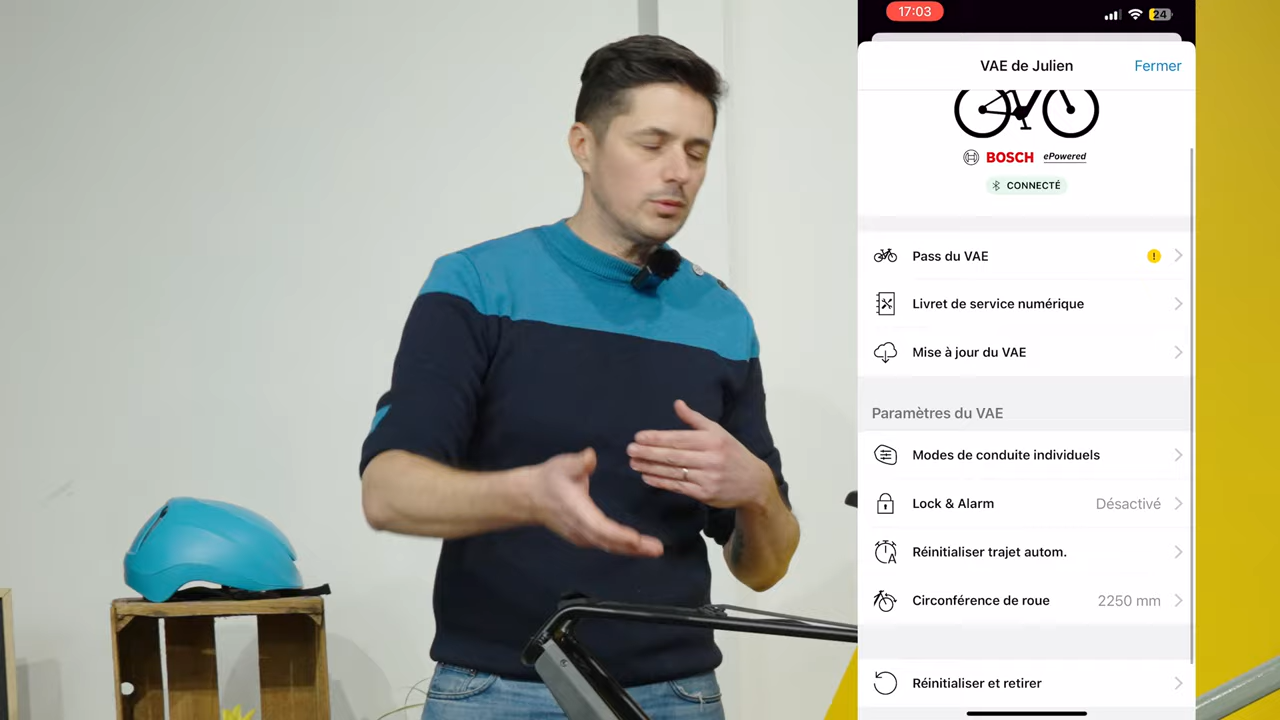 17:03
24
VAE de Julien
Fermer
BOSCH ePowered
CONNECTÉ
Pass du VAE
Livret de service numérique
Mise à jour du VAE
Paramètres du VAE
Modes de conduite individuels
Lock & Alarm Désactivé
Réinitialiser trajet autom.
Circonférence de roue 2250 mm
Réinitialiser et retirer